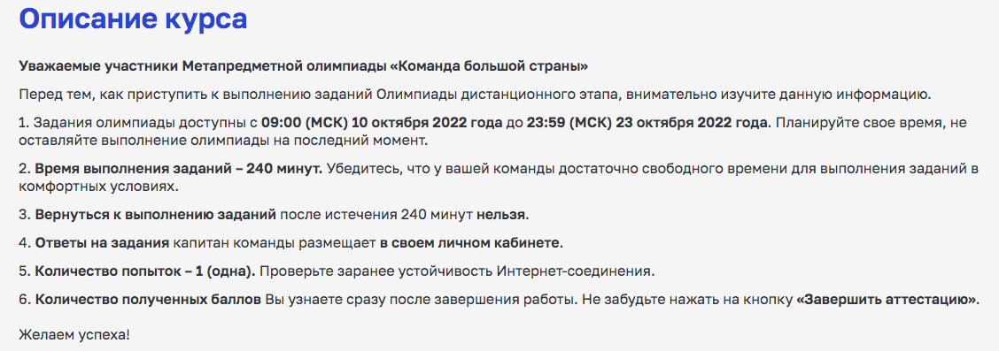 Описание курса
Уважаемые участники Метапредметной олимпиады «Команда большой страны»
Перед тем, как приступить к выполнению заданий Олимпиады дистанционного этапа, внимательно изучите данную информацию.
1. Задания олимпиады доступны с 09:00 (МСК) 10 октября 2022 года до 23:59 (МСК) 23 октября 2022 года. Планируйте свое время, не
оставляйте выполнение олимпиады на последний момент.
2. Время выполнения заданий – 240 минут. Убедитесь, что у вашей команды достаточно свободного времени для выполнения заданий в
комфортных условиях.
3. Вернуться к выполнению заданий после истечения 240 минут нельзя.
4. Ответы на задания капитан команды размещает в своем личном кабинете.
5. Количество попыток – 1 (одна). Проверьте заранее устойчивость Интернет-соединения.
6. Количество полученных баллов Вы узнаете сразу после завершения работы. Не забудьте нажать на кнопку «Завершить аттестацию».
Желаем успеха!